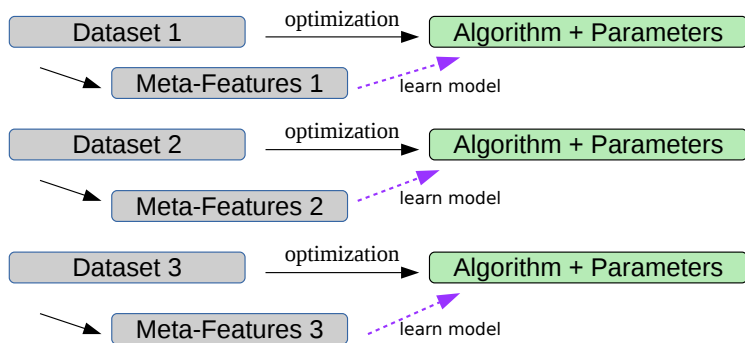 Dataset 1
optimization
Algorithm + Parameters
Meta-Features 1
learn model
Dataset 2
optimization
Algorithm + Parameters
Meta-Features 2
learn model
Dataset 3
optimization
Algorithm + Parameters
Meta-Features 3
learn model